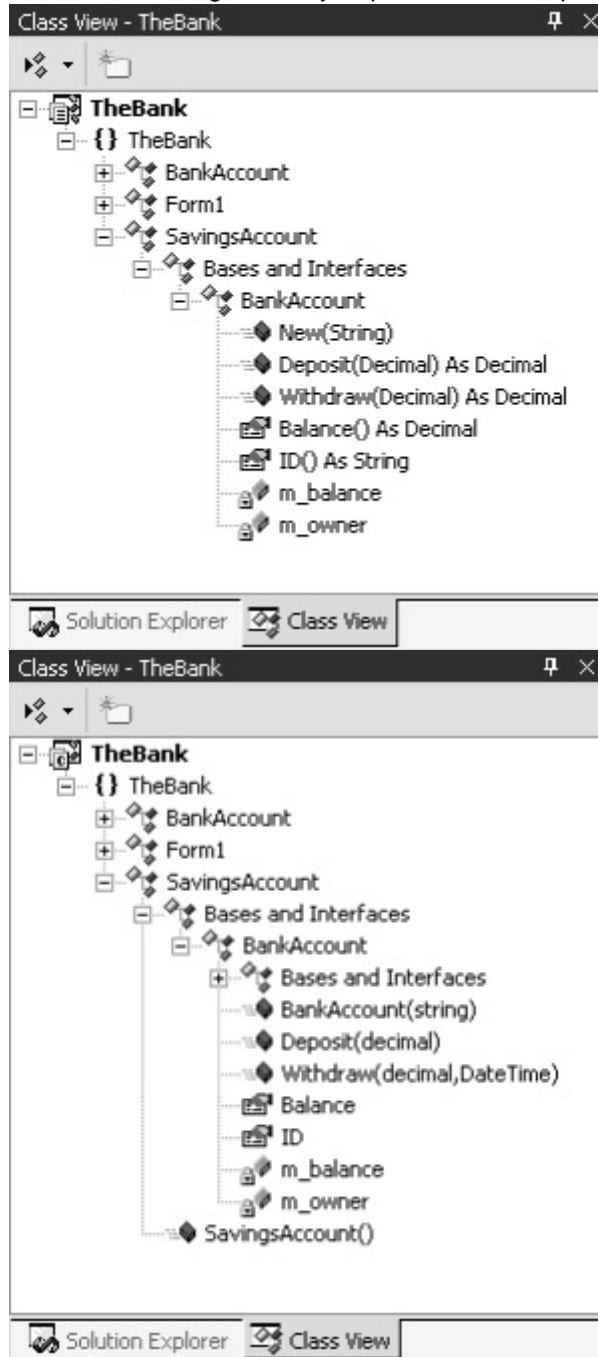 Class View - TheBank
TheBank
{} TheBank
BankAccount
Form1
SavingsAccount
Bases and Interfaces
BankAccount
New(String)
Deposit(Decimal) As Decimal
Withdraw(Decimal) As Decimal
Balance() As Decimal
ID() As String
m_balance
m_owner
Solution Explorer Class View
Class View - TheBank
TheBank
{} TheBank
BankAccount
Form1
SavingsAccount
Bases and Interfaces
BankAccount
Bases and Interfaces
BankAccount(string)
Deposit(decimal)
Withdraw(decimal,DateTime)
Balance
ID
m_balance
m_owner
SavingsAccount()
Solution Explorer Class View